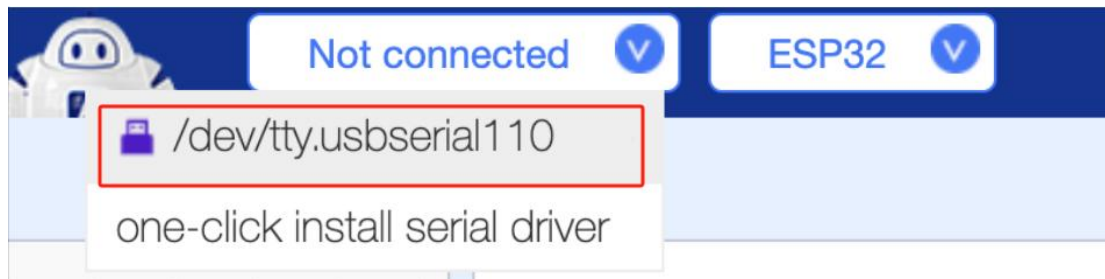 Not connected
ESP32
/dev/tty.usbserial110
one-click install serial driver